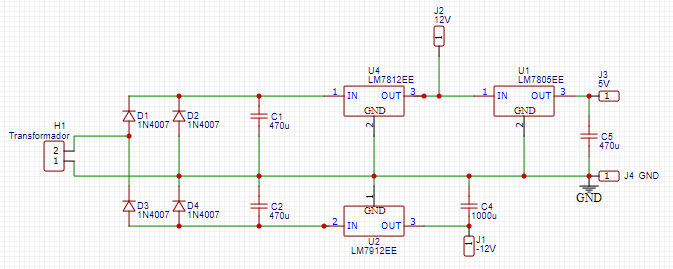 J2
12V
1
U4
LM7812EE
1 IN OUT 3
GND
2
U1
LM7805EE
1 IN OUT 3
GND
2
J3
5V
1
D1
1N4007
D2
1N4007
C1
470u
H1
Transformador
2
1
C5
470u
1 J4 GND
GND
D3
1N4007
D4
1N4007
C2
470u
1
GND
2 IN OUT 3
U2
LM7912EE
C4
1000u
J1
-12V
1